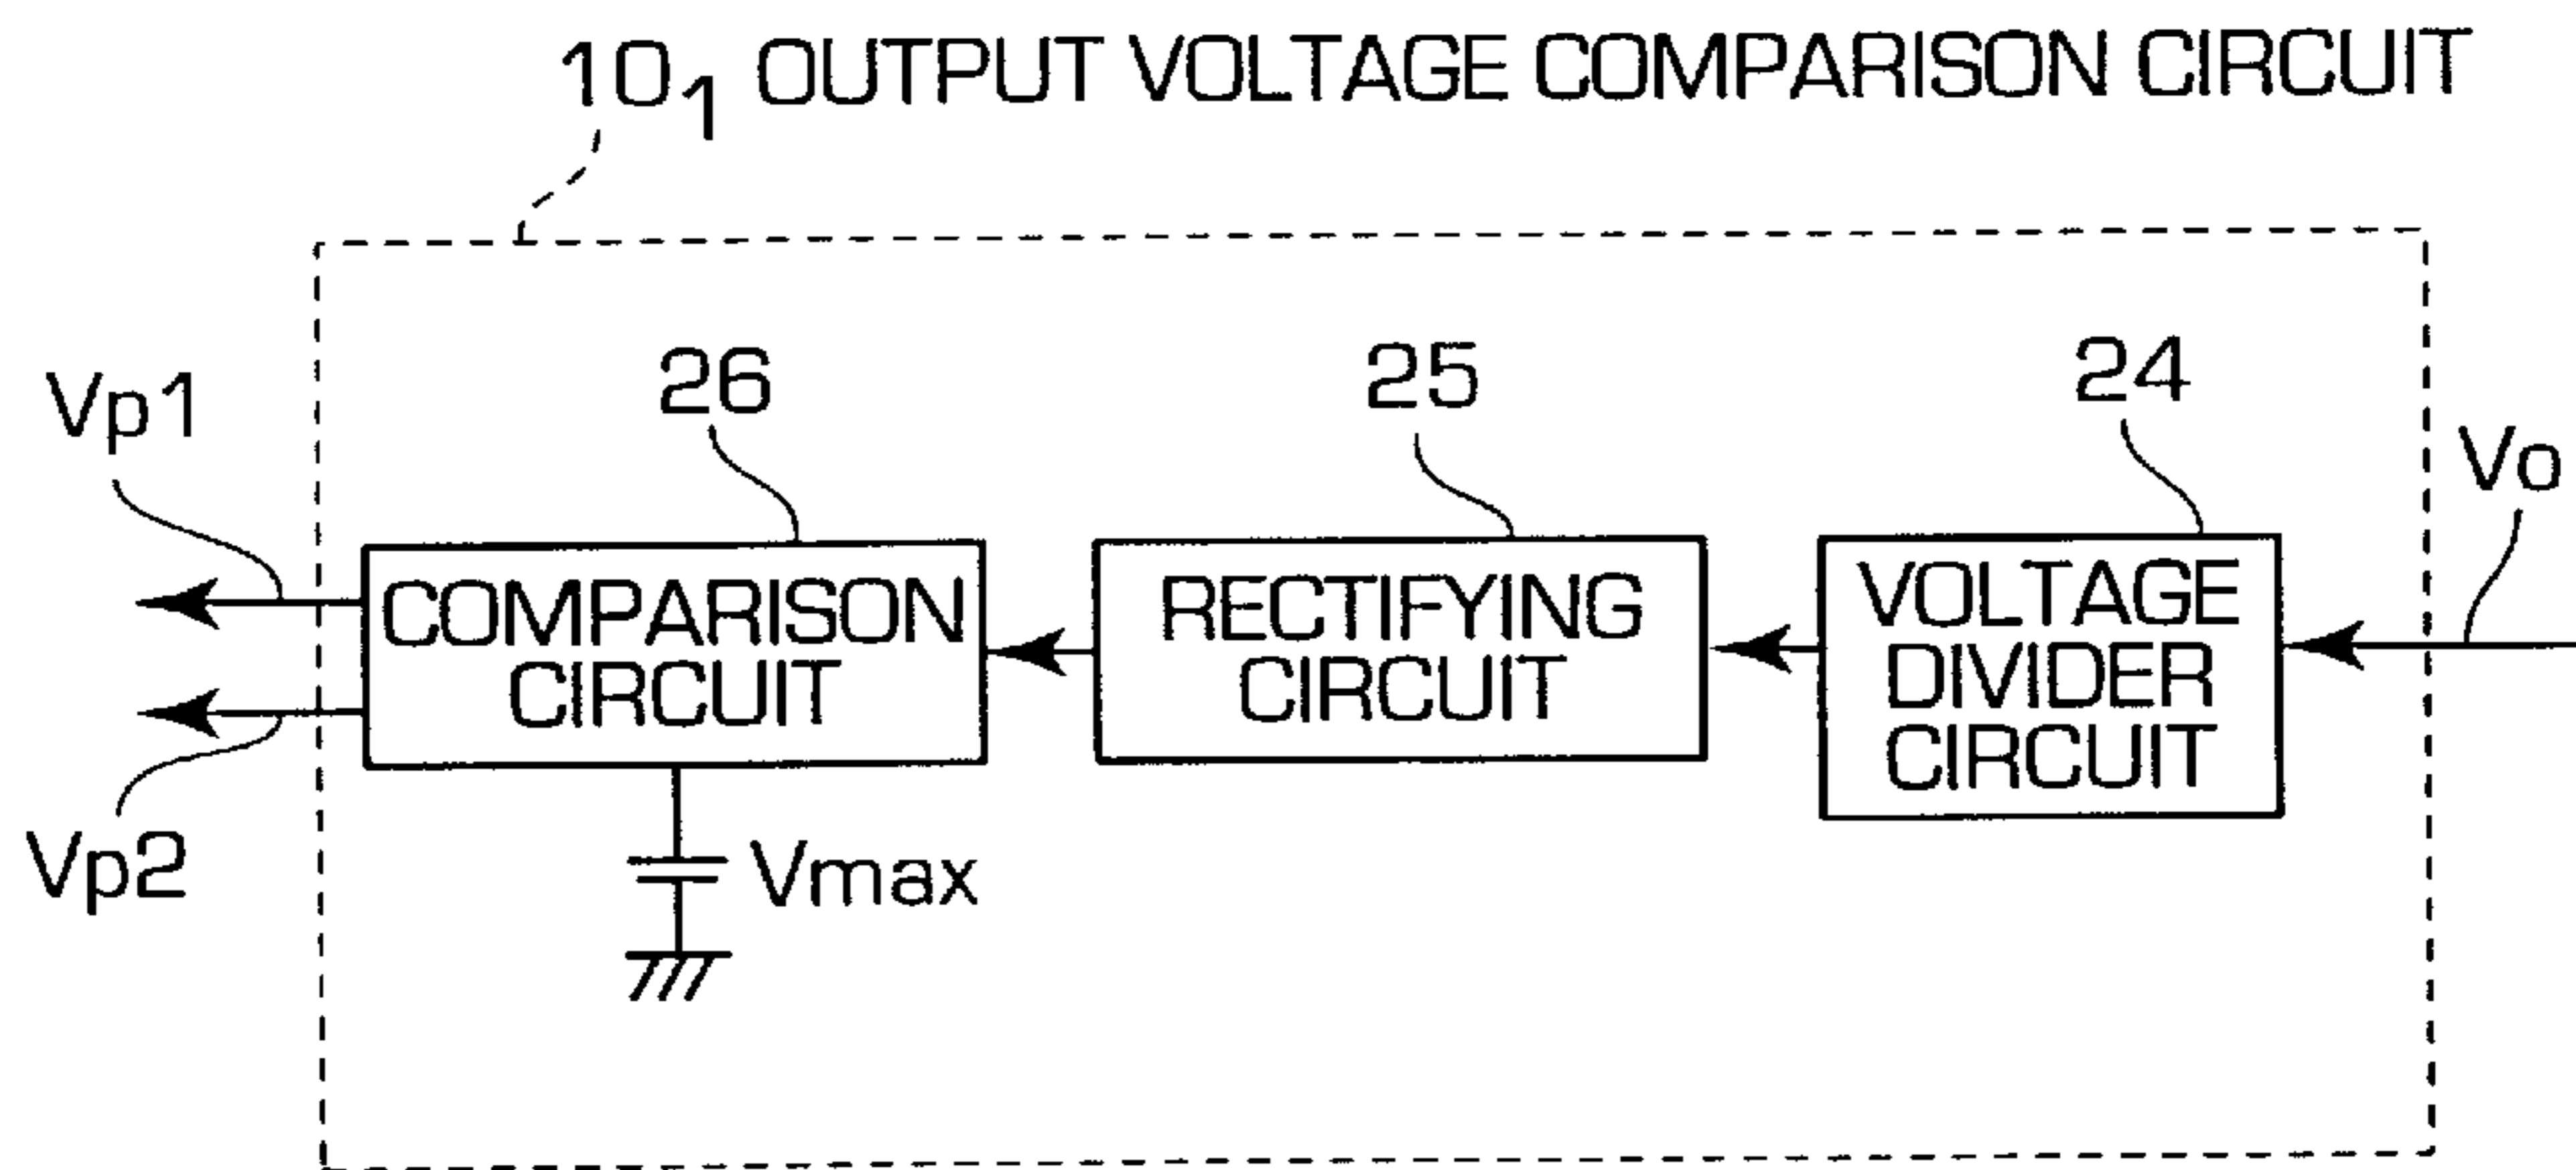 10₁ OUTPUT VOLTAGE COMPARISON CIRCUIT
Vp1
26
25
24
Vo
COMPARISON
CIRCUIT
RECTIFYING
CIRCUIT
VOLTAGE
DIVIDER
CIRCUIT
Vp2
Vmax